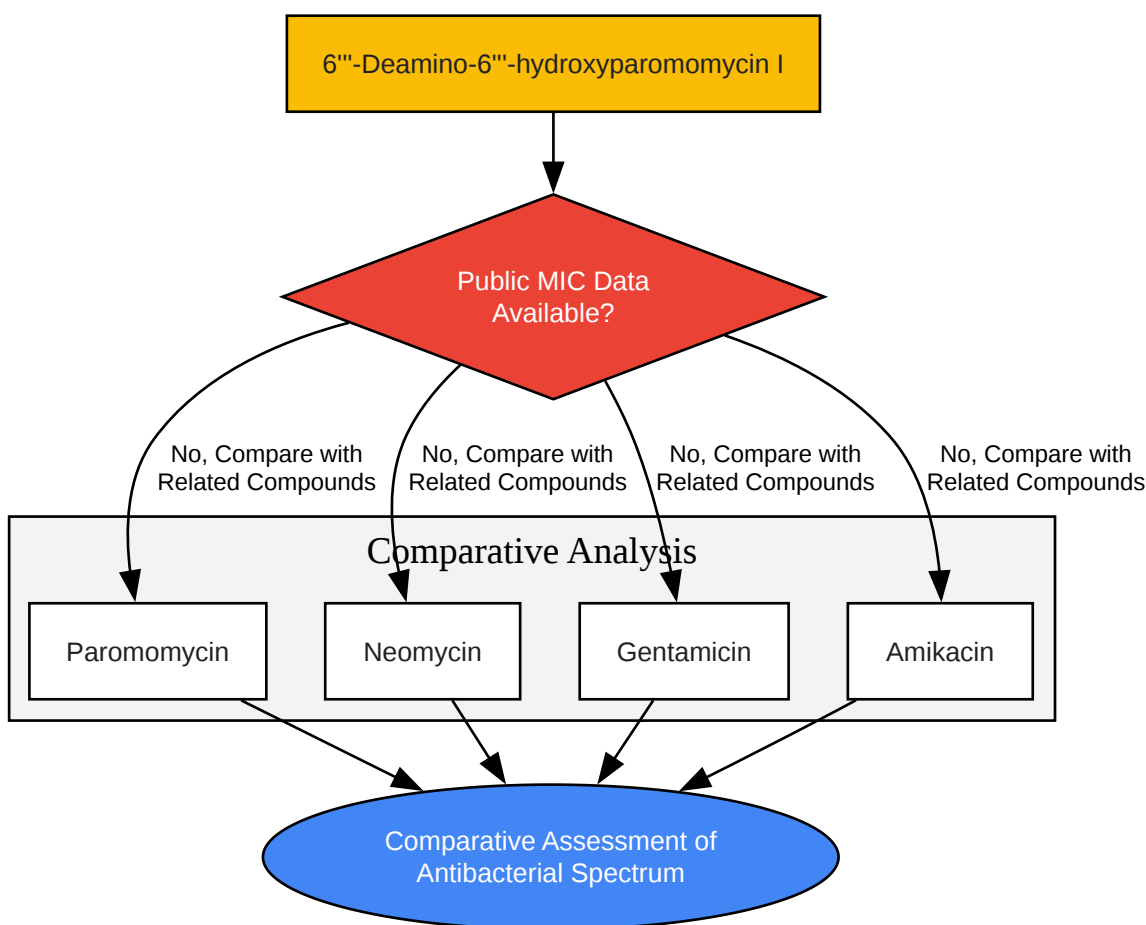 6'''-Deamino-6'''-hydroxyparomomycin I
Public MIC Data
Available?
No, Compare with
Related Compounds
No, Compare with
Related Compounds
No, Compare with
Related Compounds
No, Compare with
Related Compounds
Comparative Analysis
Paromomycin
Neomycin
Gentamicin
Amikacin
Comparative Assessment of
Antibacterial Spectrum